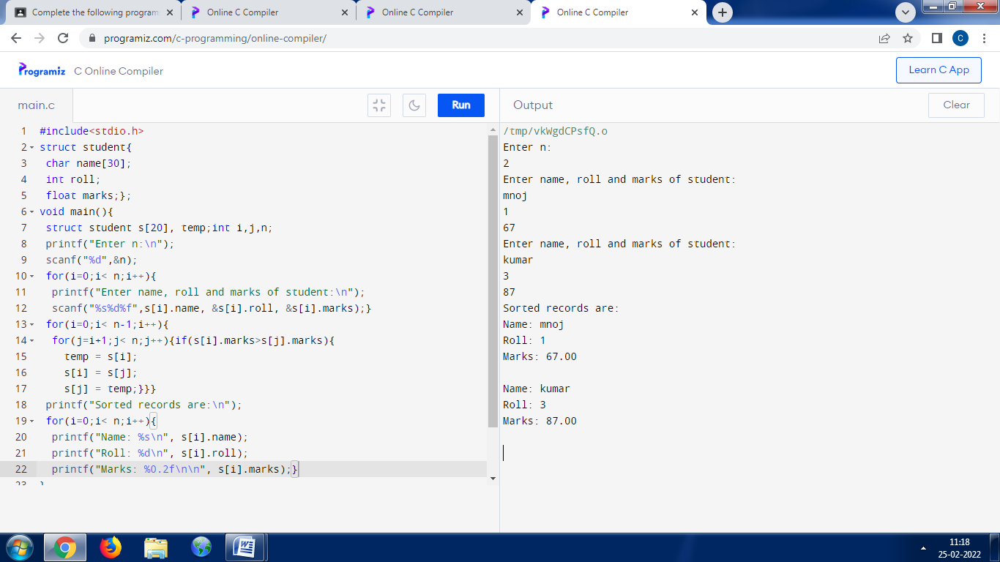 Complete the following program
Online C Compiler
Online C Compiler
Online C Compiler
programiz.com/c-programming/online-compiler/
C
Programiz
C Online Compiler
Learn C App
main.c
Run
Output
Clear
1 #include<stdio.h>
2 struct student{
3 char name[30];
4 int roll;
5 float marks;};
6 void main(){
7 struct student s[20], temp;int i,j,n;
8 printf("Enter n:\n");
9 scanf("%d",&n);
10 for(i=0;i< n;i++){
11 printf("Enter name, roll and marks of student:\n");
12 scanf("%s%d%f",s[i].name, &s[i].roll, &s[i].marks);}
13 for(i=0;i< n-1;i++){
14 for(j=i+1;j< n;j++){if(s[i].marks>s[j].marks){
15 temp = s[i];
16 s[i] = s[j];
17 s[j] = temp;}}}
18 printf("Sorted records are:\n");
19 for(i=0;i< n;i++){
20 printf("Name: %s\n", s[i].name);
21 printf("Roll: %d\n", s[i].roll);
22 printf("Marks: %0.2f\n\n", s[i].marks);}
23 }
/tmp/vkWgdCPsfQ.o
Enter n:
2
Enter name, roll and marks of student:
mnoj
1
67
Enter name, roll and marks of student:
kumar
3
87
Sorted records are:
Name: mnoj
Roll: 1
Marks: 67.00
Name: kumar
Roll: 3
Marks: 87.00
11:18
25-02-2022